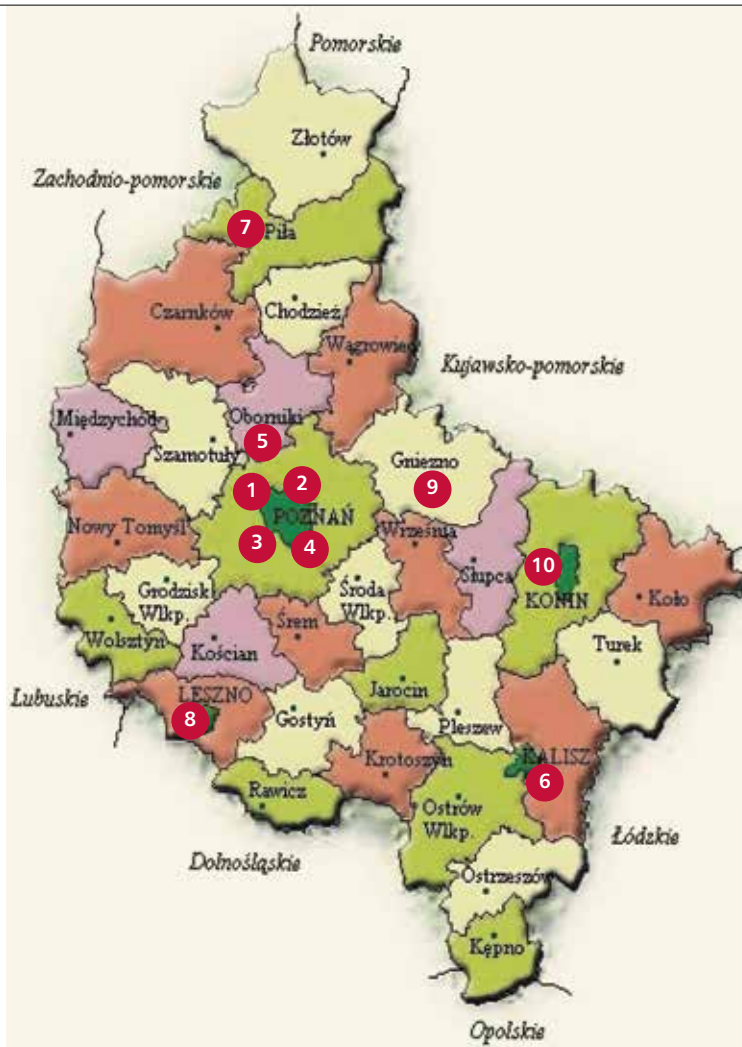 Pomorskie
Złotów
Zachodnio-pomorskie
7
Piła
Czarnków
Chodzież
Wągrowiec
Kujawsko-pomorskie
Międzychód
Oborniki
Szamotuły
5
Gniezno
1
2
9
Nowy Tomyśl
POZNAŃ
Września
3
4
10
Słupca
Grodzisk
Wlkp.
Środa
Wlkp.
KONIN
Koło
Wolsztyn
Śrem
Kościan
Turek
Lubuskie
LESZNO
Jarocin
8
Gostyń
Pleszew
Krotoszyn
KALISZ
6
Rawicz
Ostrów
Wlkp.
Łódzkie
Dolnośląskie
Ostrzeszów
Kępno
Opolskie